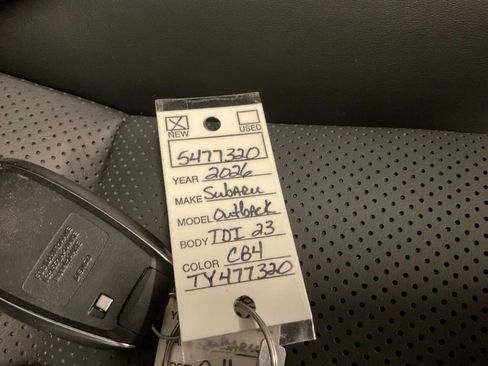 NEW USED
5477320
YEAR 2026
MAKE Subaru
MODEL Outback
BODY TDI 23
COLOR CB4
TY477320